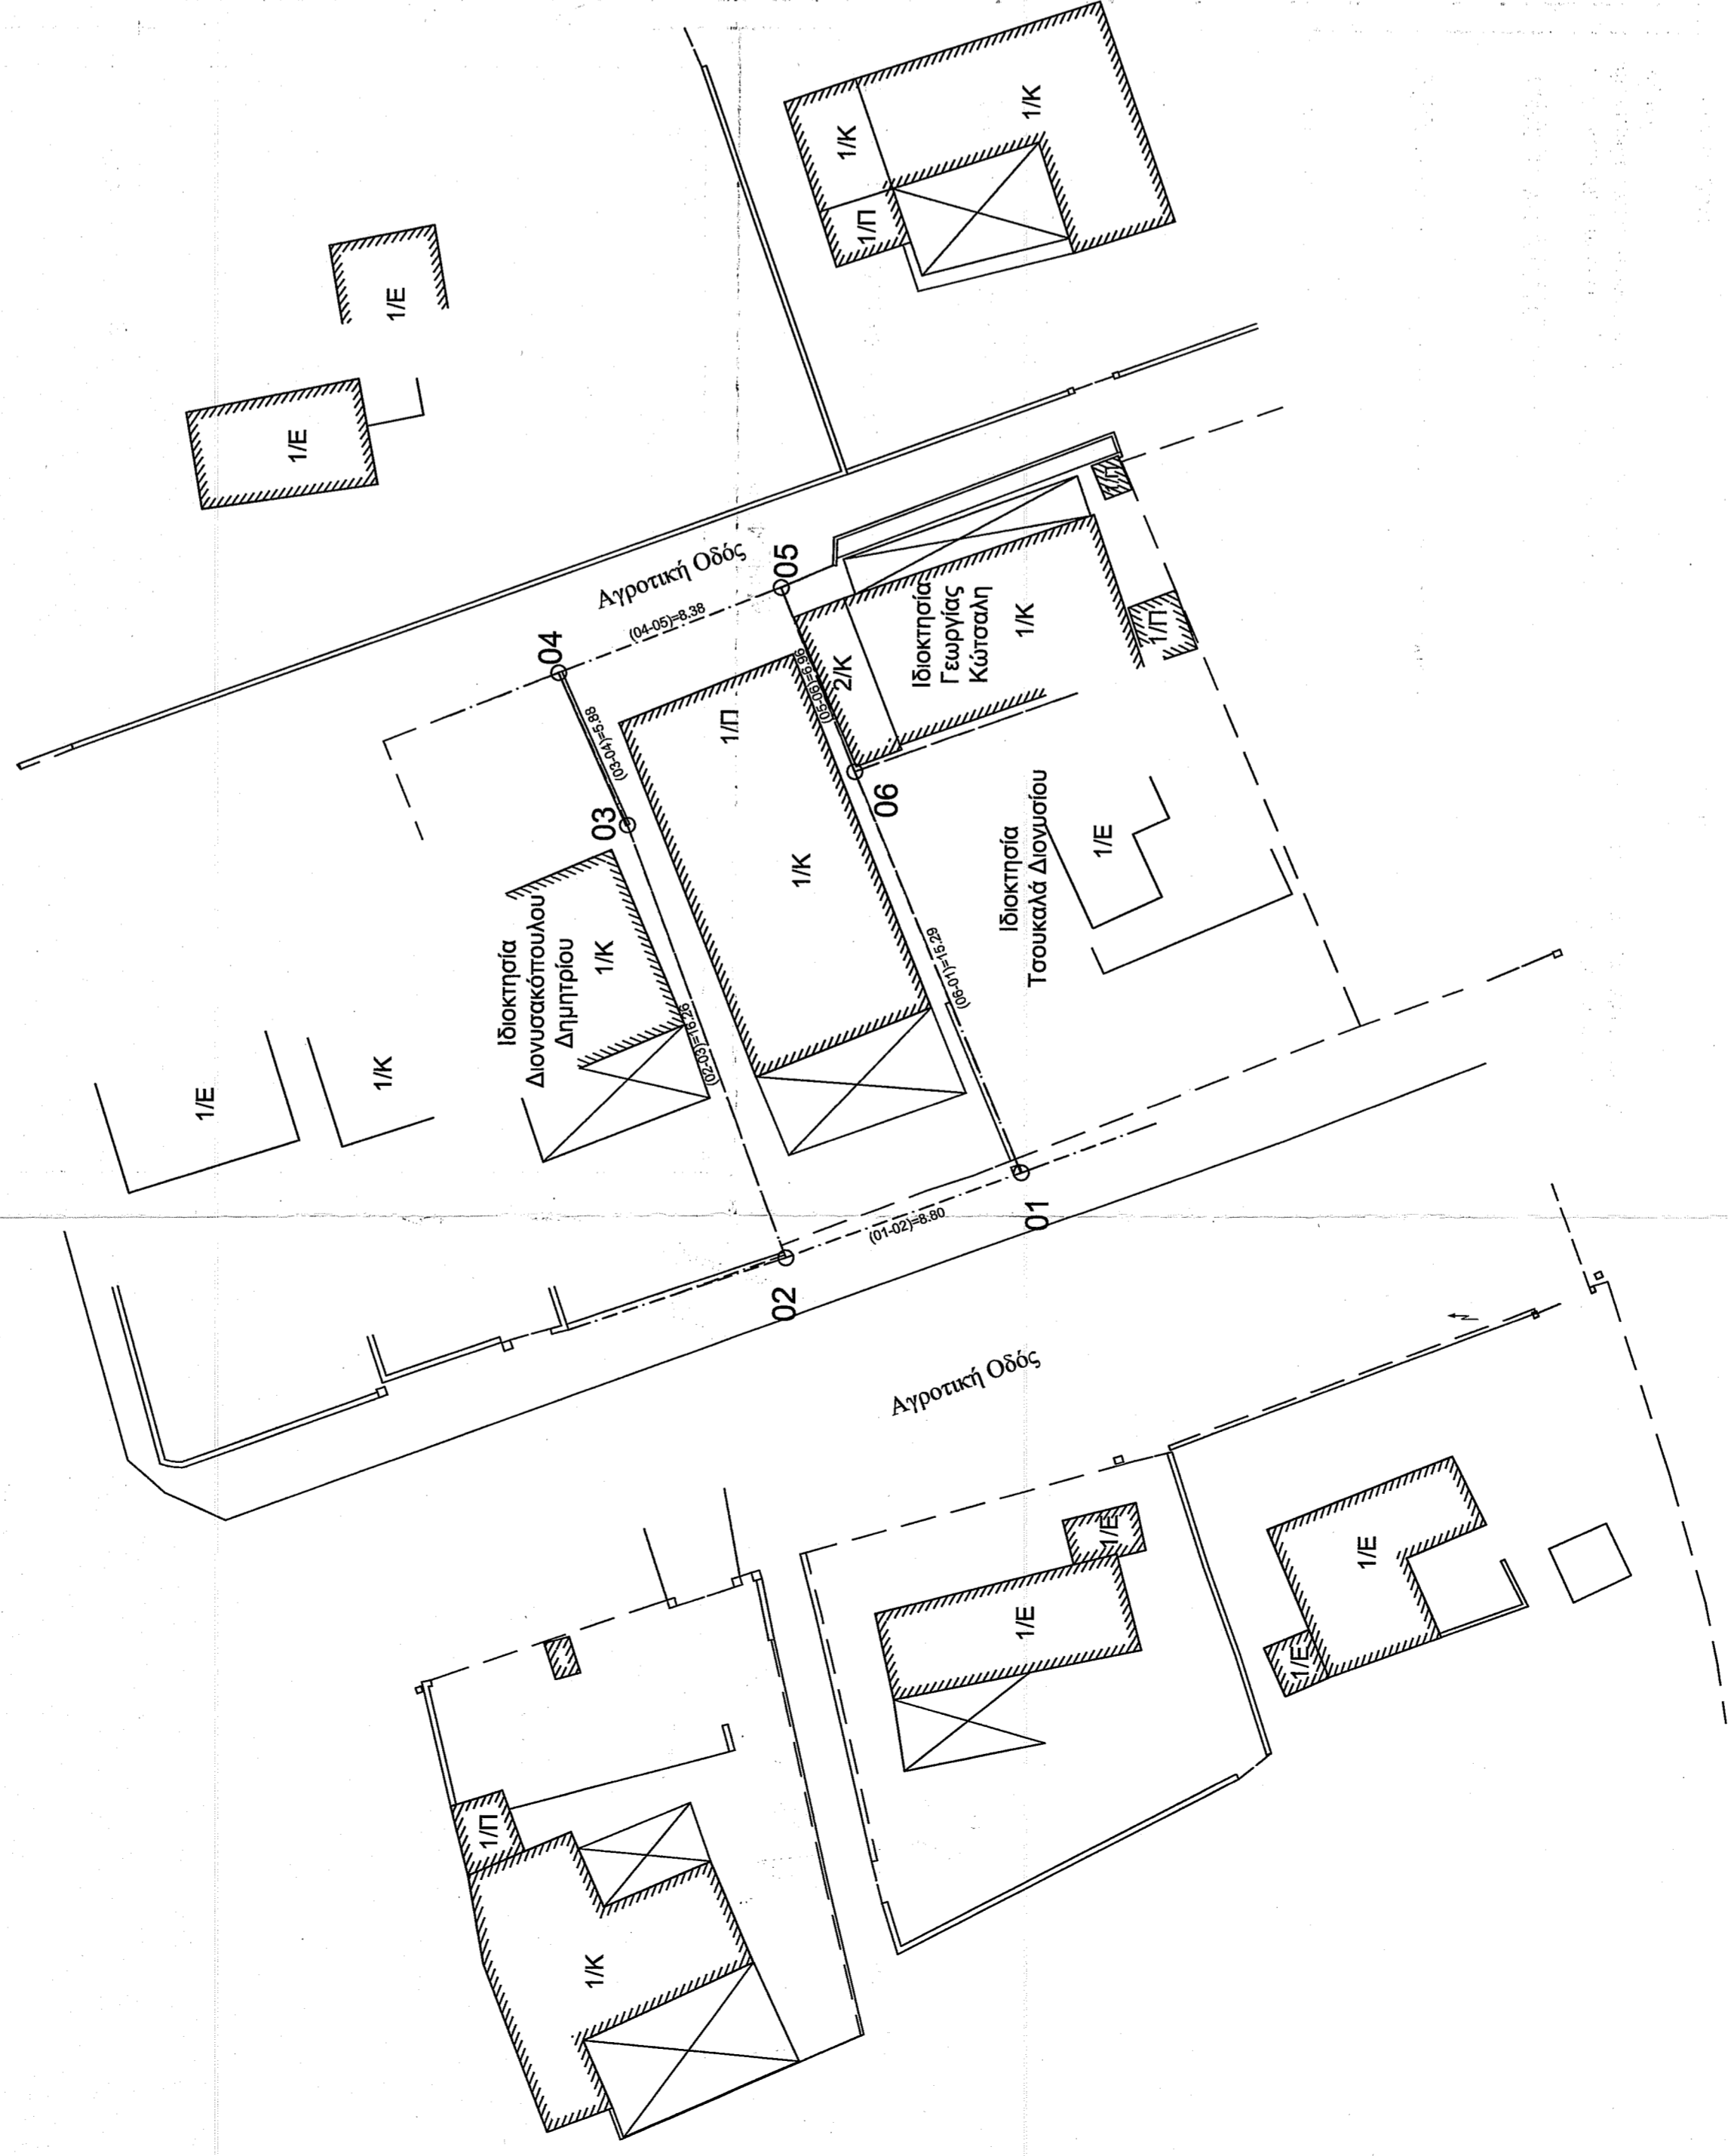 1/Κ
1/Κ
1/Π
1/Ε
1/Ε
Αγροτική Οδός
05
(04-05)=8.38
04
(03-04)=5.88
03
1/Π
(05-06)=6.96
2/Κ
Ιδιοκτησία
Γεωργίας
Κώτσαλη
1/Κ
1/Π
06
1/Κ
Ιδιοκτησία
Τσουκαλά Διονυσίου
1/Ε
(06-01)=15.29
Ιδιοκτησία
Διονυσακόπουλου
Δημητρίου
1/Κ
(02-03)=16.26
1/Ε
1/Κ
01
(01-02)=8.80
02
Αγροτική Οδός
1/Ε
1/Ε
1/Ε
1/Ε
1/Π
1/Κ